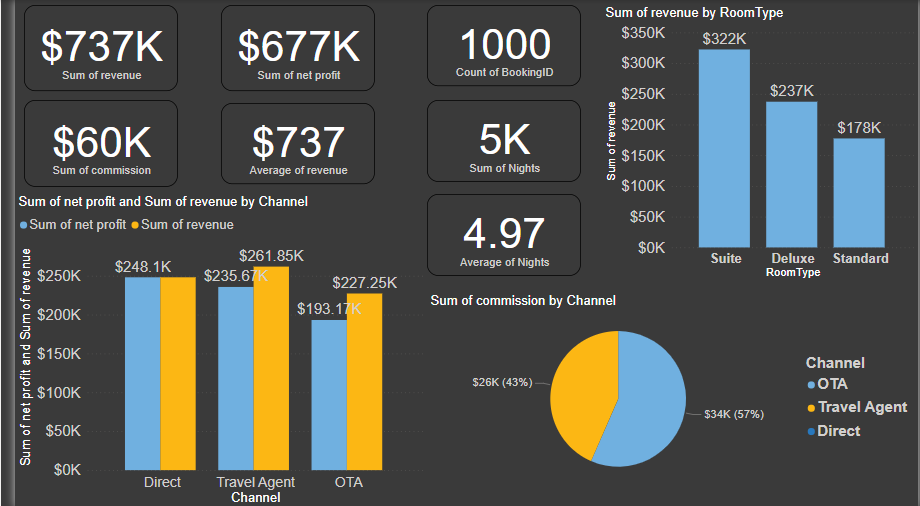 $737K
Sum of revenue
$677K
Sum of net profit
1000
Count of BookingID
$60K
Sum of commission
$737
Average of revenue
5K
Sum of Nights
4.97
Average of Nights
Sum of revenue by RoomType
Sum of revenue
$350K
$300K
$250K
$200K
$150K
$100K
$50K
$0K
$322K
$237K
$178K
Suite
Deluxe
Standard
RoomType
Sum of net profit and Sum of revenue by Channel
Sum of net profit
Sum of revenue
Sum of net profit and Sum of revenue
$250K
$200K
$150K
$100K
$50K
$0K
$248.1K
$235.67K
$261.85K
$193.17K
$227.25K
Direct
Travel Agent
OTA
Channel
Sum of commission by Channel
$26K (43%)
$34K (57%)
Channel
OTA
Travel Agent
Direct